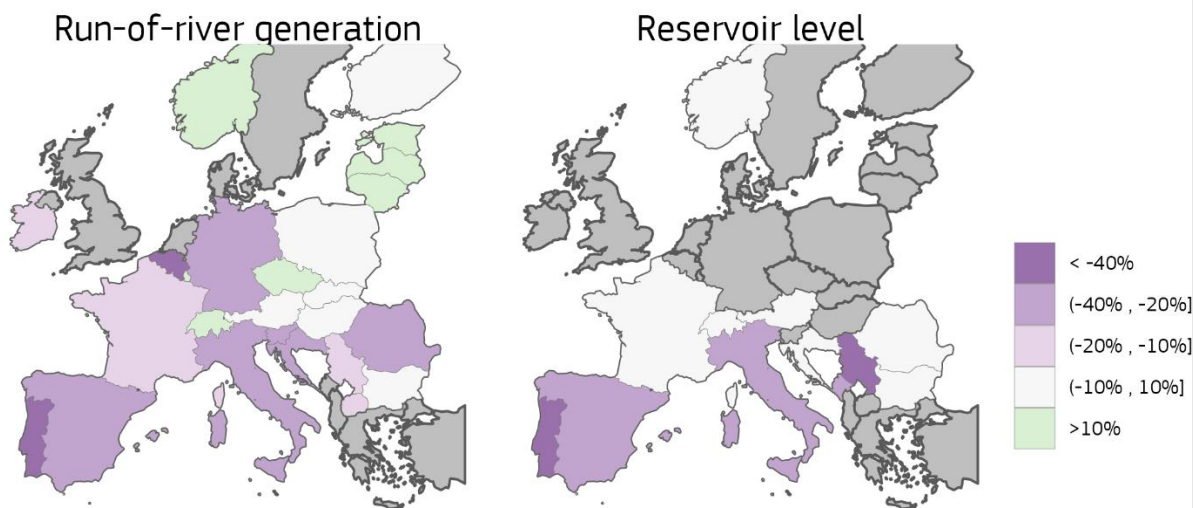 Run-of-river generation
Reservoir level
< -40%
(-40% , -20%]
(-20% , -10%]
(-10% , 10%]
>10%